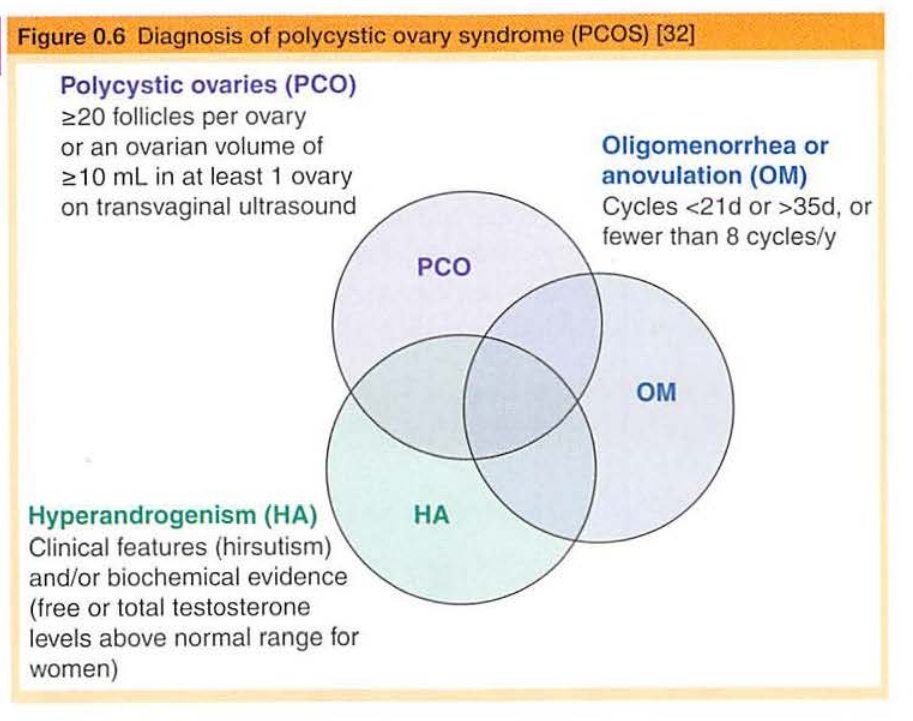 Figure 0.6 Diagnosis of polycystic ovary syndrome (PCOS) [32]
Polycystic ovaries (PCO)
≥20 follicles per ovary
or an ovarian volume of
≥10 mL in at least 1 ovary
on transvaginal ultrasound
Oligomenorrhea or
anovulation (OM)
Cycles <21d or >35d, or
fewer than 8 cycles/y
PCO
OM
HA
Hyperandrogenism (HA)
Clinical features (hirsutism)
and/or biochemical evidence
(free or total testosterone
levels above normal range for
women)